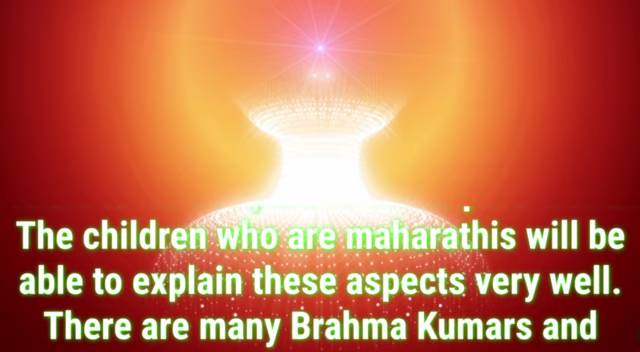 The children who are maharathis will be
able to explain these aspects very well.
There are many Brahma Kumars and